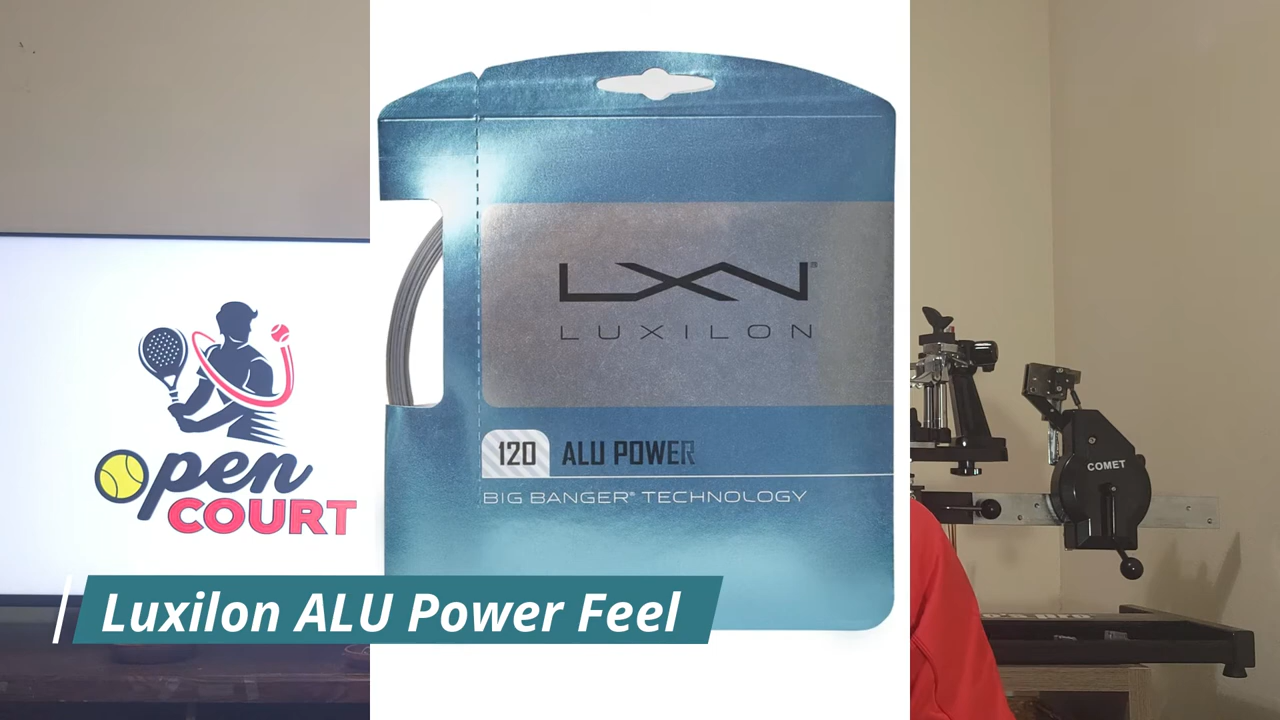 Open
COURT
LXN
LUXILON
120 ALU POWER
BIG BANGER® TECHNOLOGY
Luxilon ALU Power Feel
COMET